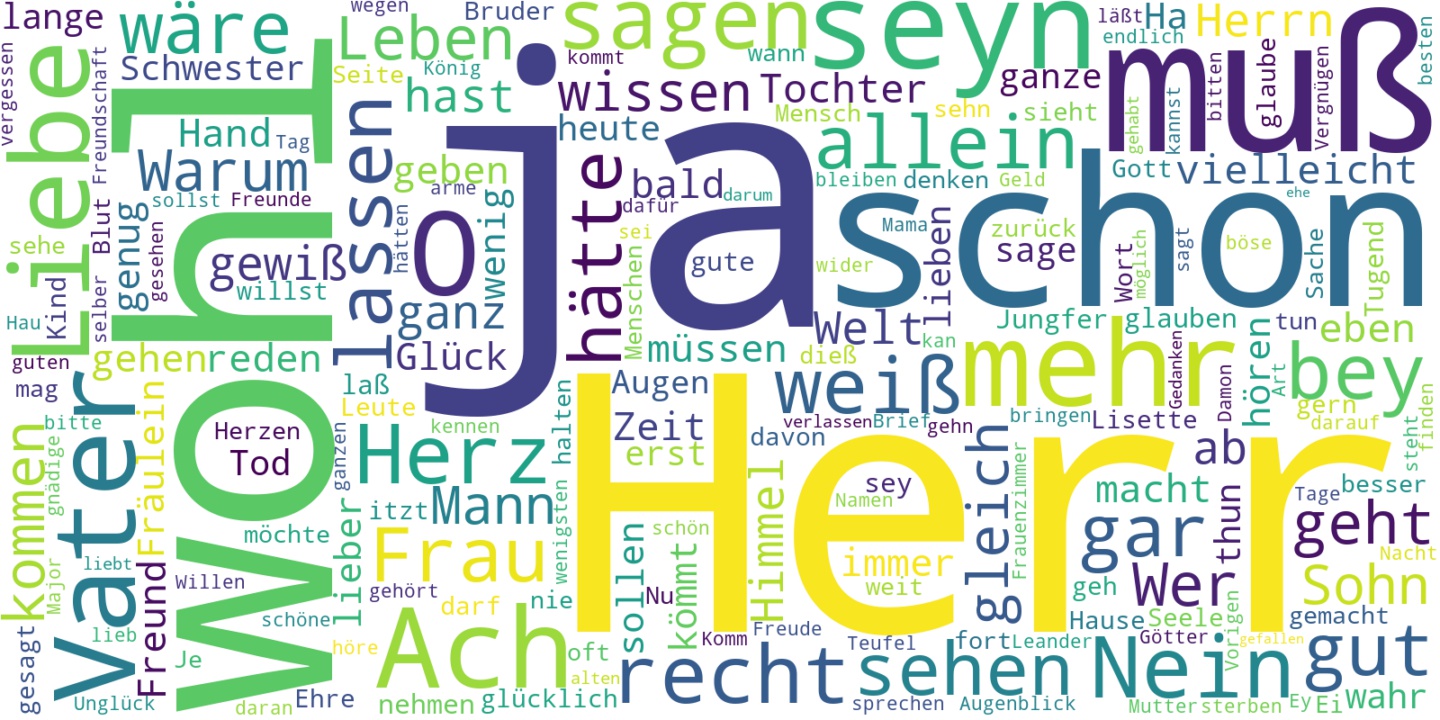 lange
wegen
Bruder
sagen
seyn
läßt
Ha
Herrn
endlich
besten
vergessen
Liebe
Freundschaft
wäre
Schwester
Leben
Seite
König
hast
kommt
wann
wissen
Tochter
ganze
muß
bitten
glaube
Vergnügen
Mensch
sehn
sieht
gehabt
kannst
Hand
Tag
Warum
lassen
geben
heute
allein
Gott
vielleicht
sollst
Freunde
arme
ja
hätte
bald
darum
dafür
bleiben
denken
Geld
ehe
schon
sehe
Blut
genug
gesehen
gewiß
willst
hätten
o
wenig
sei
gute
Mama
wider
lieben
zurück
sage
Wort
möglich
sagt
böse
Sache
Tugend
Hau
Kind
selber
Wohl
ganz
Glück
Menschen
müssen
Welt
dieß
kan
Jungfer
glauben
tun
eben
guten
gehen
reden
mag
laß
Leute
Augen
weiß
mehr
Gedanken
Damon
hören
Art
bey
Vater
Fräulein
Herzen
Tod
ganzen
kennen
Zeit
erst
davon
verlassen
Brief
gehn
bringen
Lisette
gern
darauf
finden
steht
bitte
gnädige
kommen
Herz
halten
Herr
Himmel
sey
Namen
gleich
Frauenzimmer
ab
macht
Tage
besser
möchte
itzt
Mann
wenigsten
schön
immer
weit
gar
thun
geht
Nacht
Major
liebt
Freund
Willen
lieber
Frau
gehört
darf
nie
sollen
Nu
kömmt
geh
Wer
Sohn
gesagt
lieb
Je
schöne
höre
Ach
oft
alten
Komm
Freude
Teufel
fort
Leander
Hause
Seele
Götter
Vorigen
gefallen
gemacht
gut
Unglück
daran
Ehre
nehmen
glücklich
recht
sehen
sprechen
Augenblick
Nein
Mutter
sterben
Ey
Ei
wahr